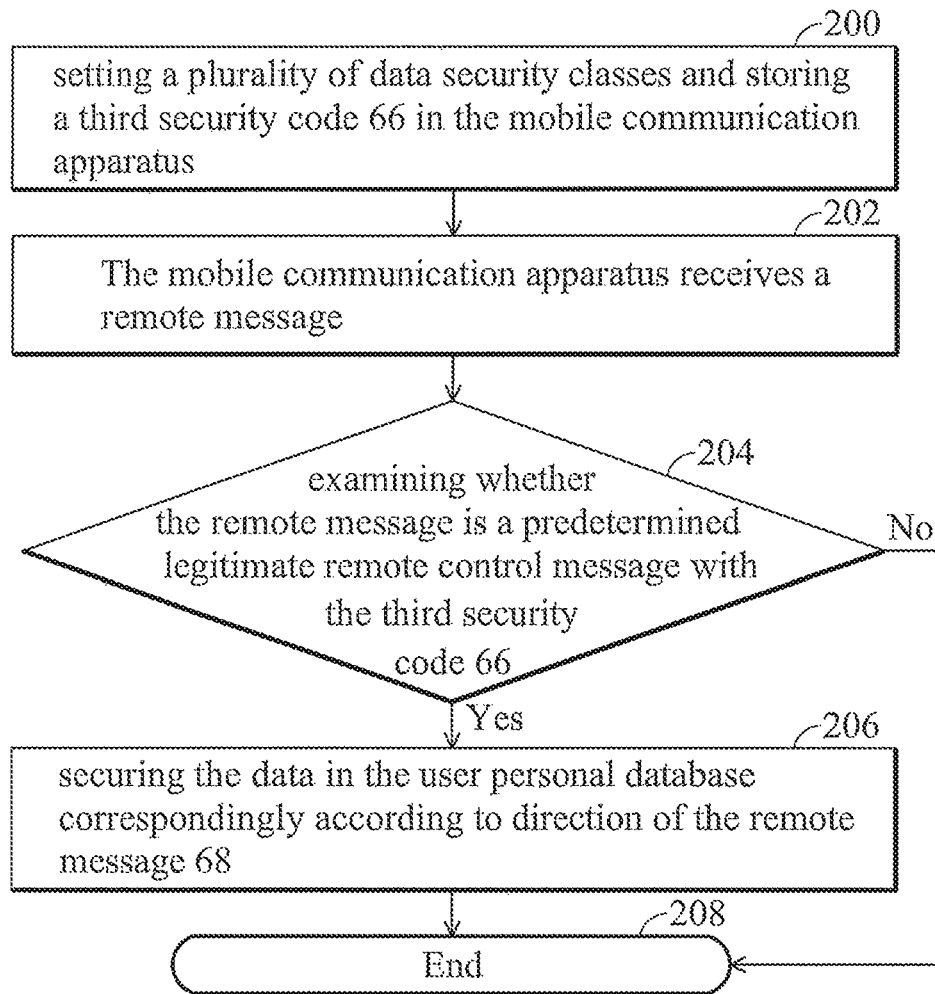 200
setting a plurality of data security classes and storing
a third security code 66 in the mobile communication
apparatus
202
The mobile communication apparatus receives a
remote message
204
examining whether
the remote message is a predetermined
legitimate remote control message with
the third security
code 66
No
Yes
206
securing the data in the user personal database
correspondingly according to direction of the remote
message 68
208
End